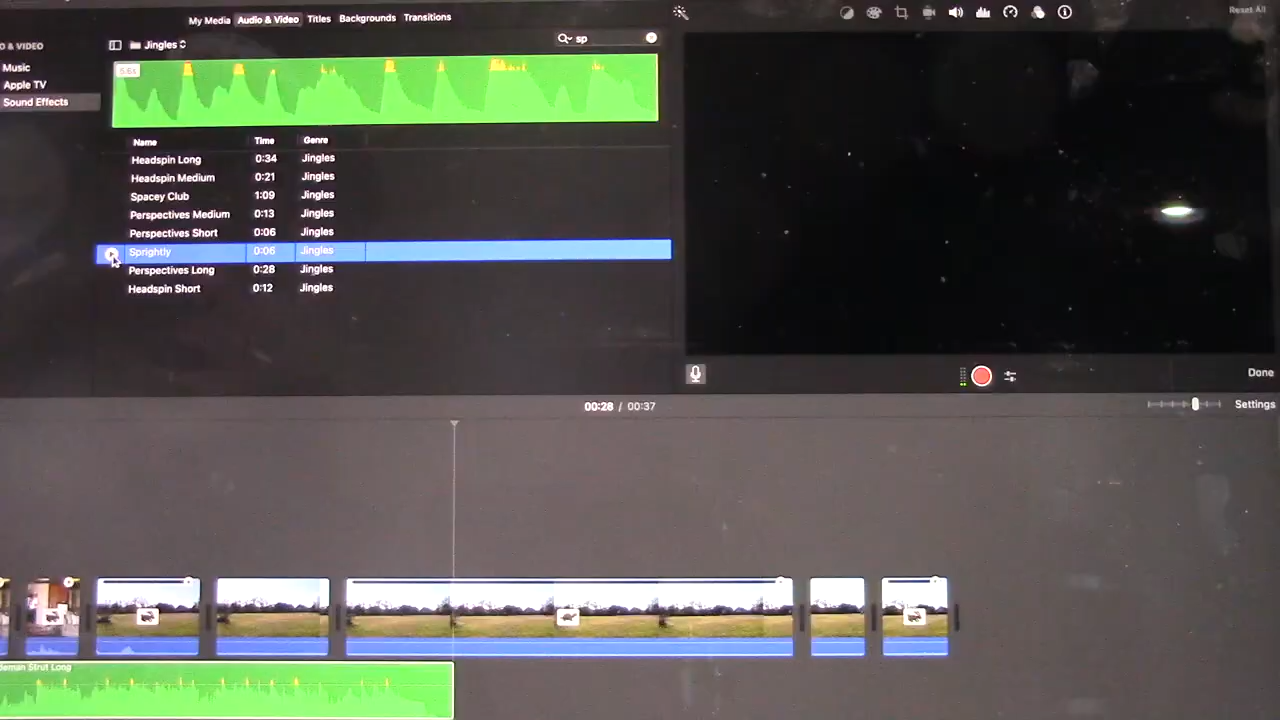 My Media Audio & Video Titles Backgrounds Transitions
Reset All
O & VIDEO
Jingles
sp
Music
Apple TV
Sound Effects
Name Time Genre
Headspin Long 0:34 Jingles
Headspin Medium 0:21 Jingles
Spacey Club 1:09 Jingles
Perspectives Medium 0:13 Jingles
Perspectives Short 0:06 Jingles
Sprightly 0:06 Jingles
Perspectives Long 0:28 Jingles
Headspin Short 0:12 Jingles
Done
00:28 / 00:37
Settings
deman Strut Long